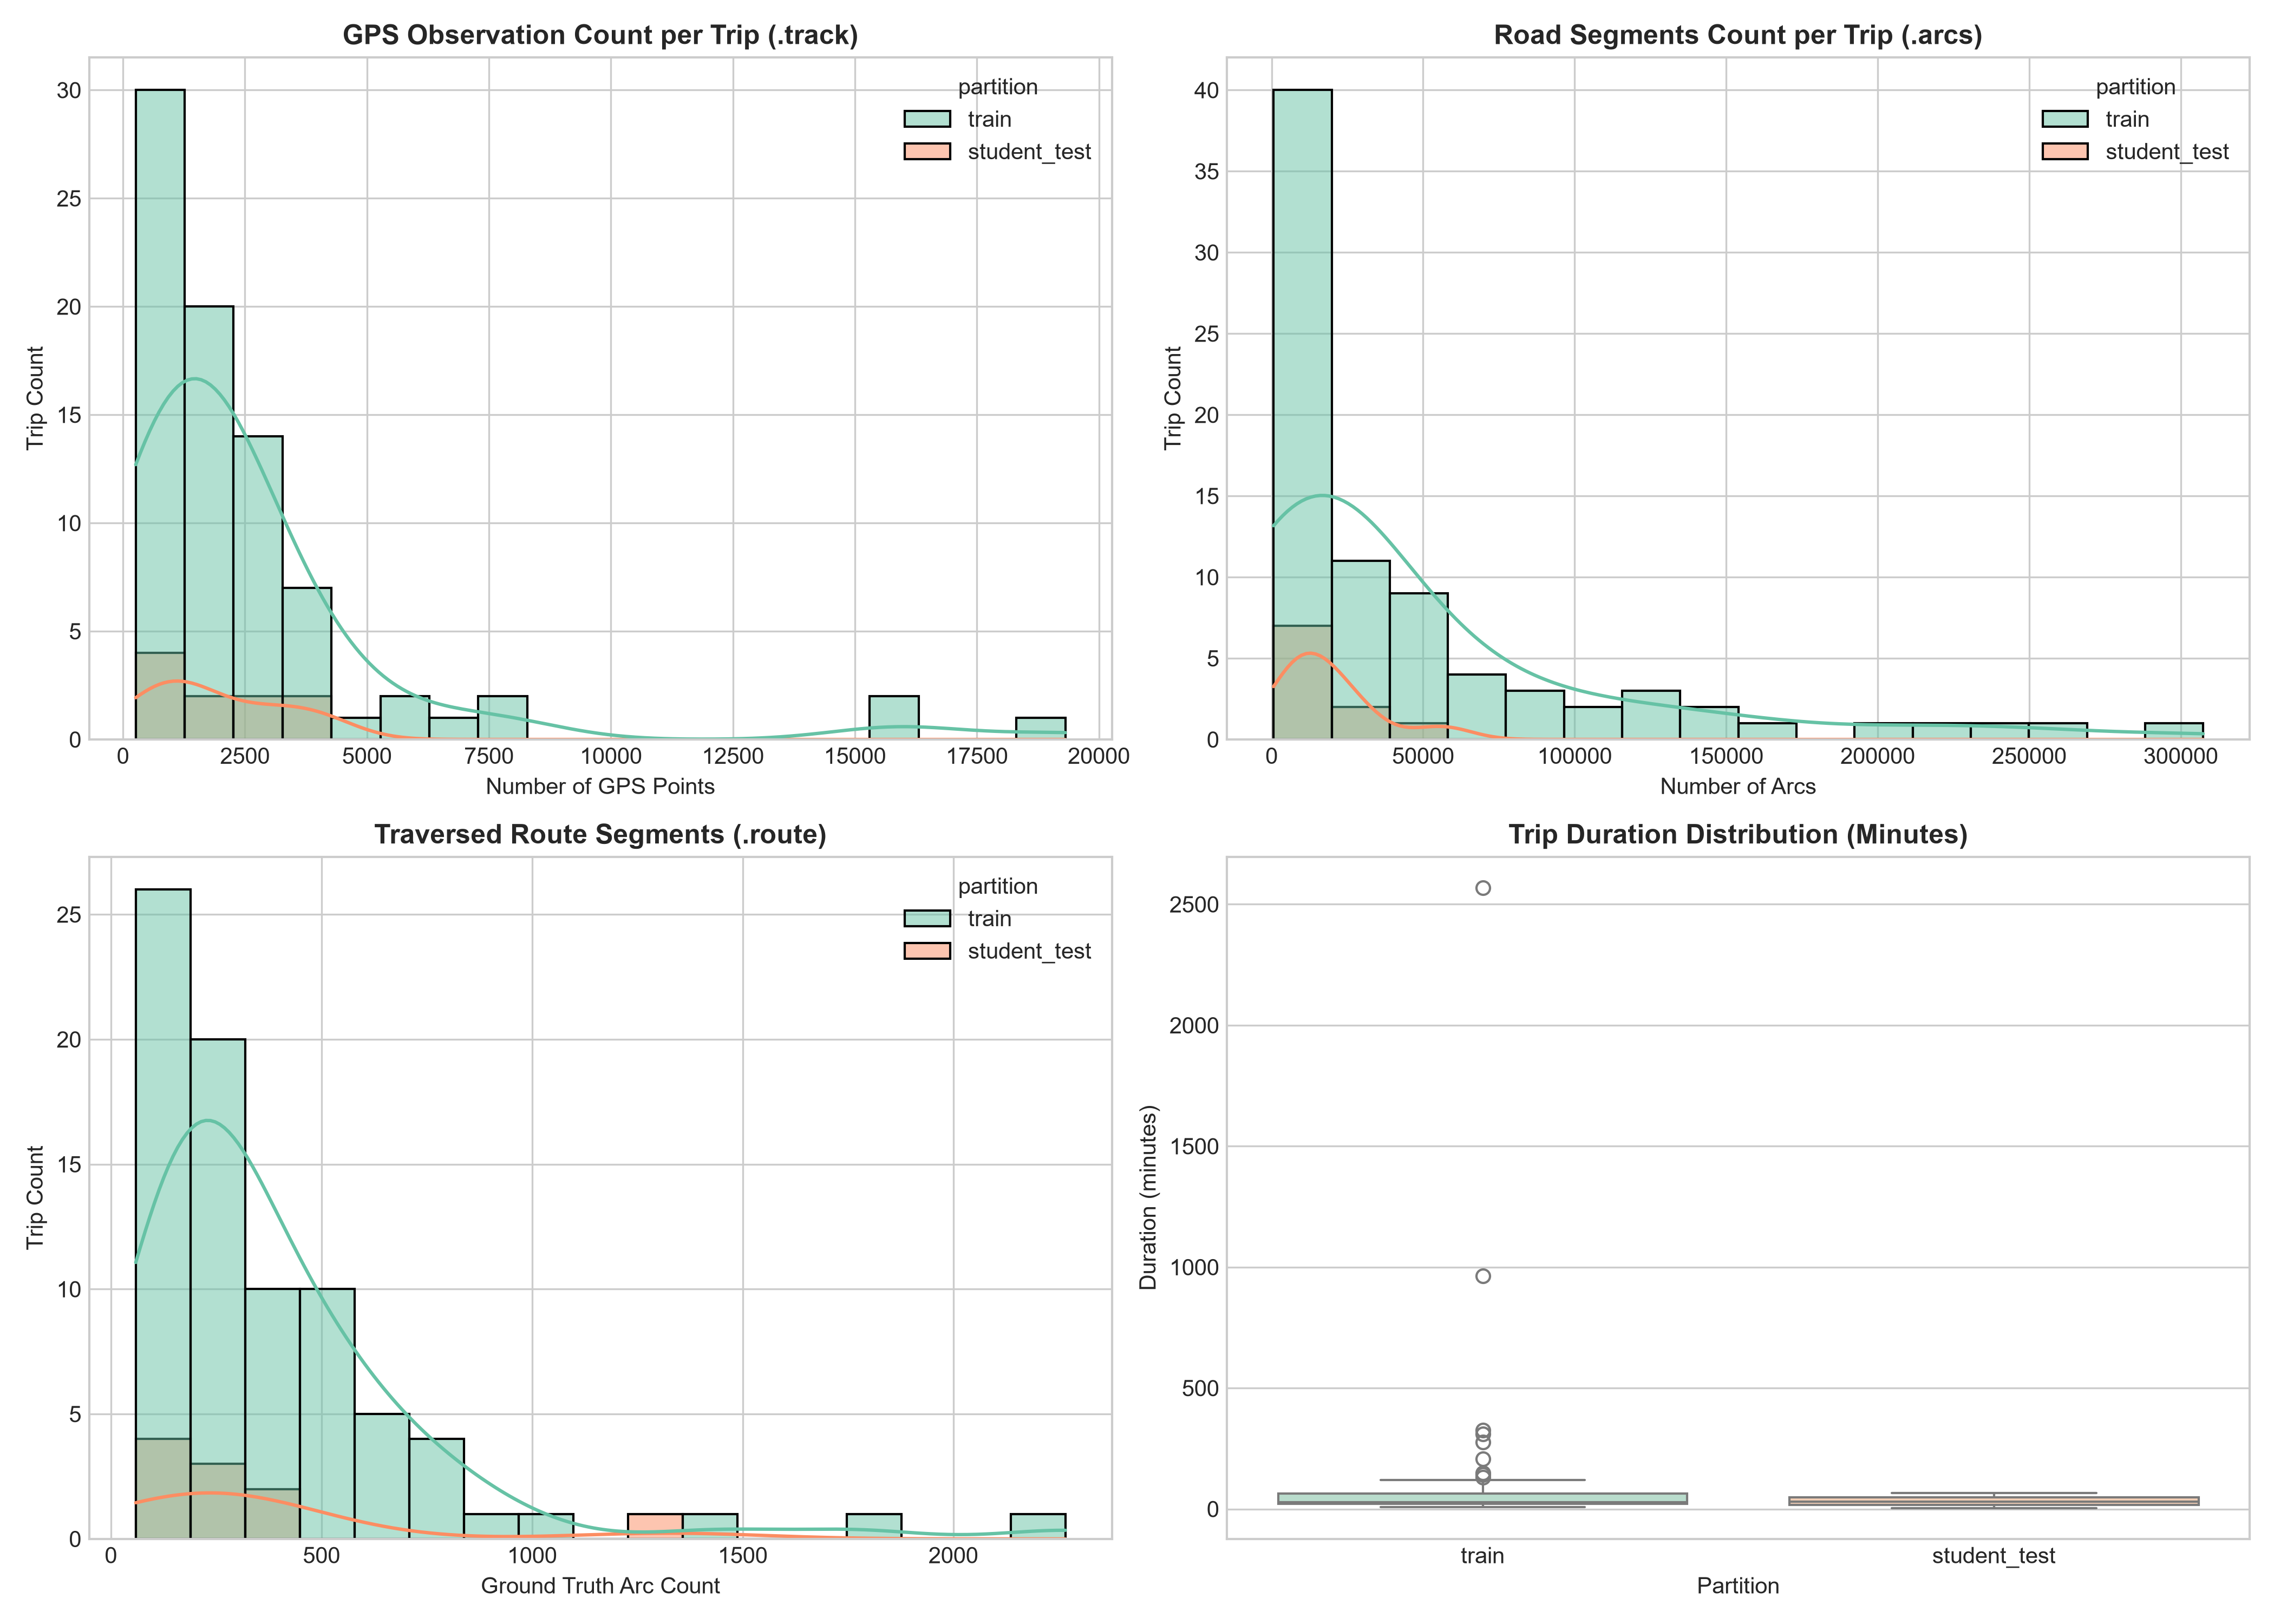 GPS Observation Count per Trip (.track)
Trip Count
30
25
20
15
10
5
0
partition
train
student_test
0 2500 5000 7500 10000 12500 15000 17500 20000
Number of GPS Points
Road Segments Count per Trip (.arcs)
Trip Count
40
35
30
25
20
15
10
5
0
partition
train
student_test
0 50000 100000 150000 200000 250000 300000
Number of Arcs
Traversed Route Segments (.route)
Trip Count
25
20
15
10
5
0
partition
train
student_test
0 500 1000 1500 2000
Ground Truth Arc Count
Trip Duration Distribution (Minutes)
Duration (minutes)
2500
2000
1500
1000
500
0
train student_test
Partition